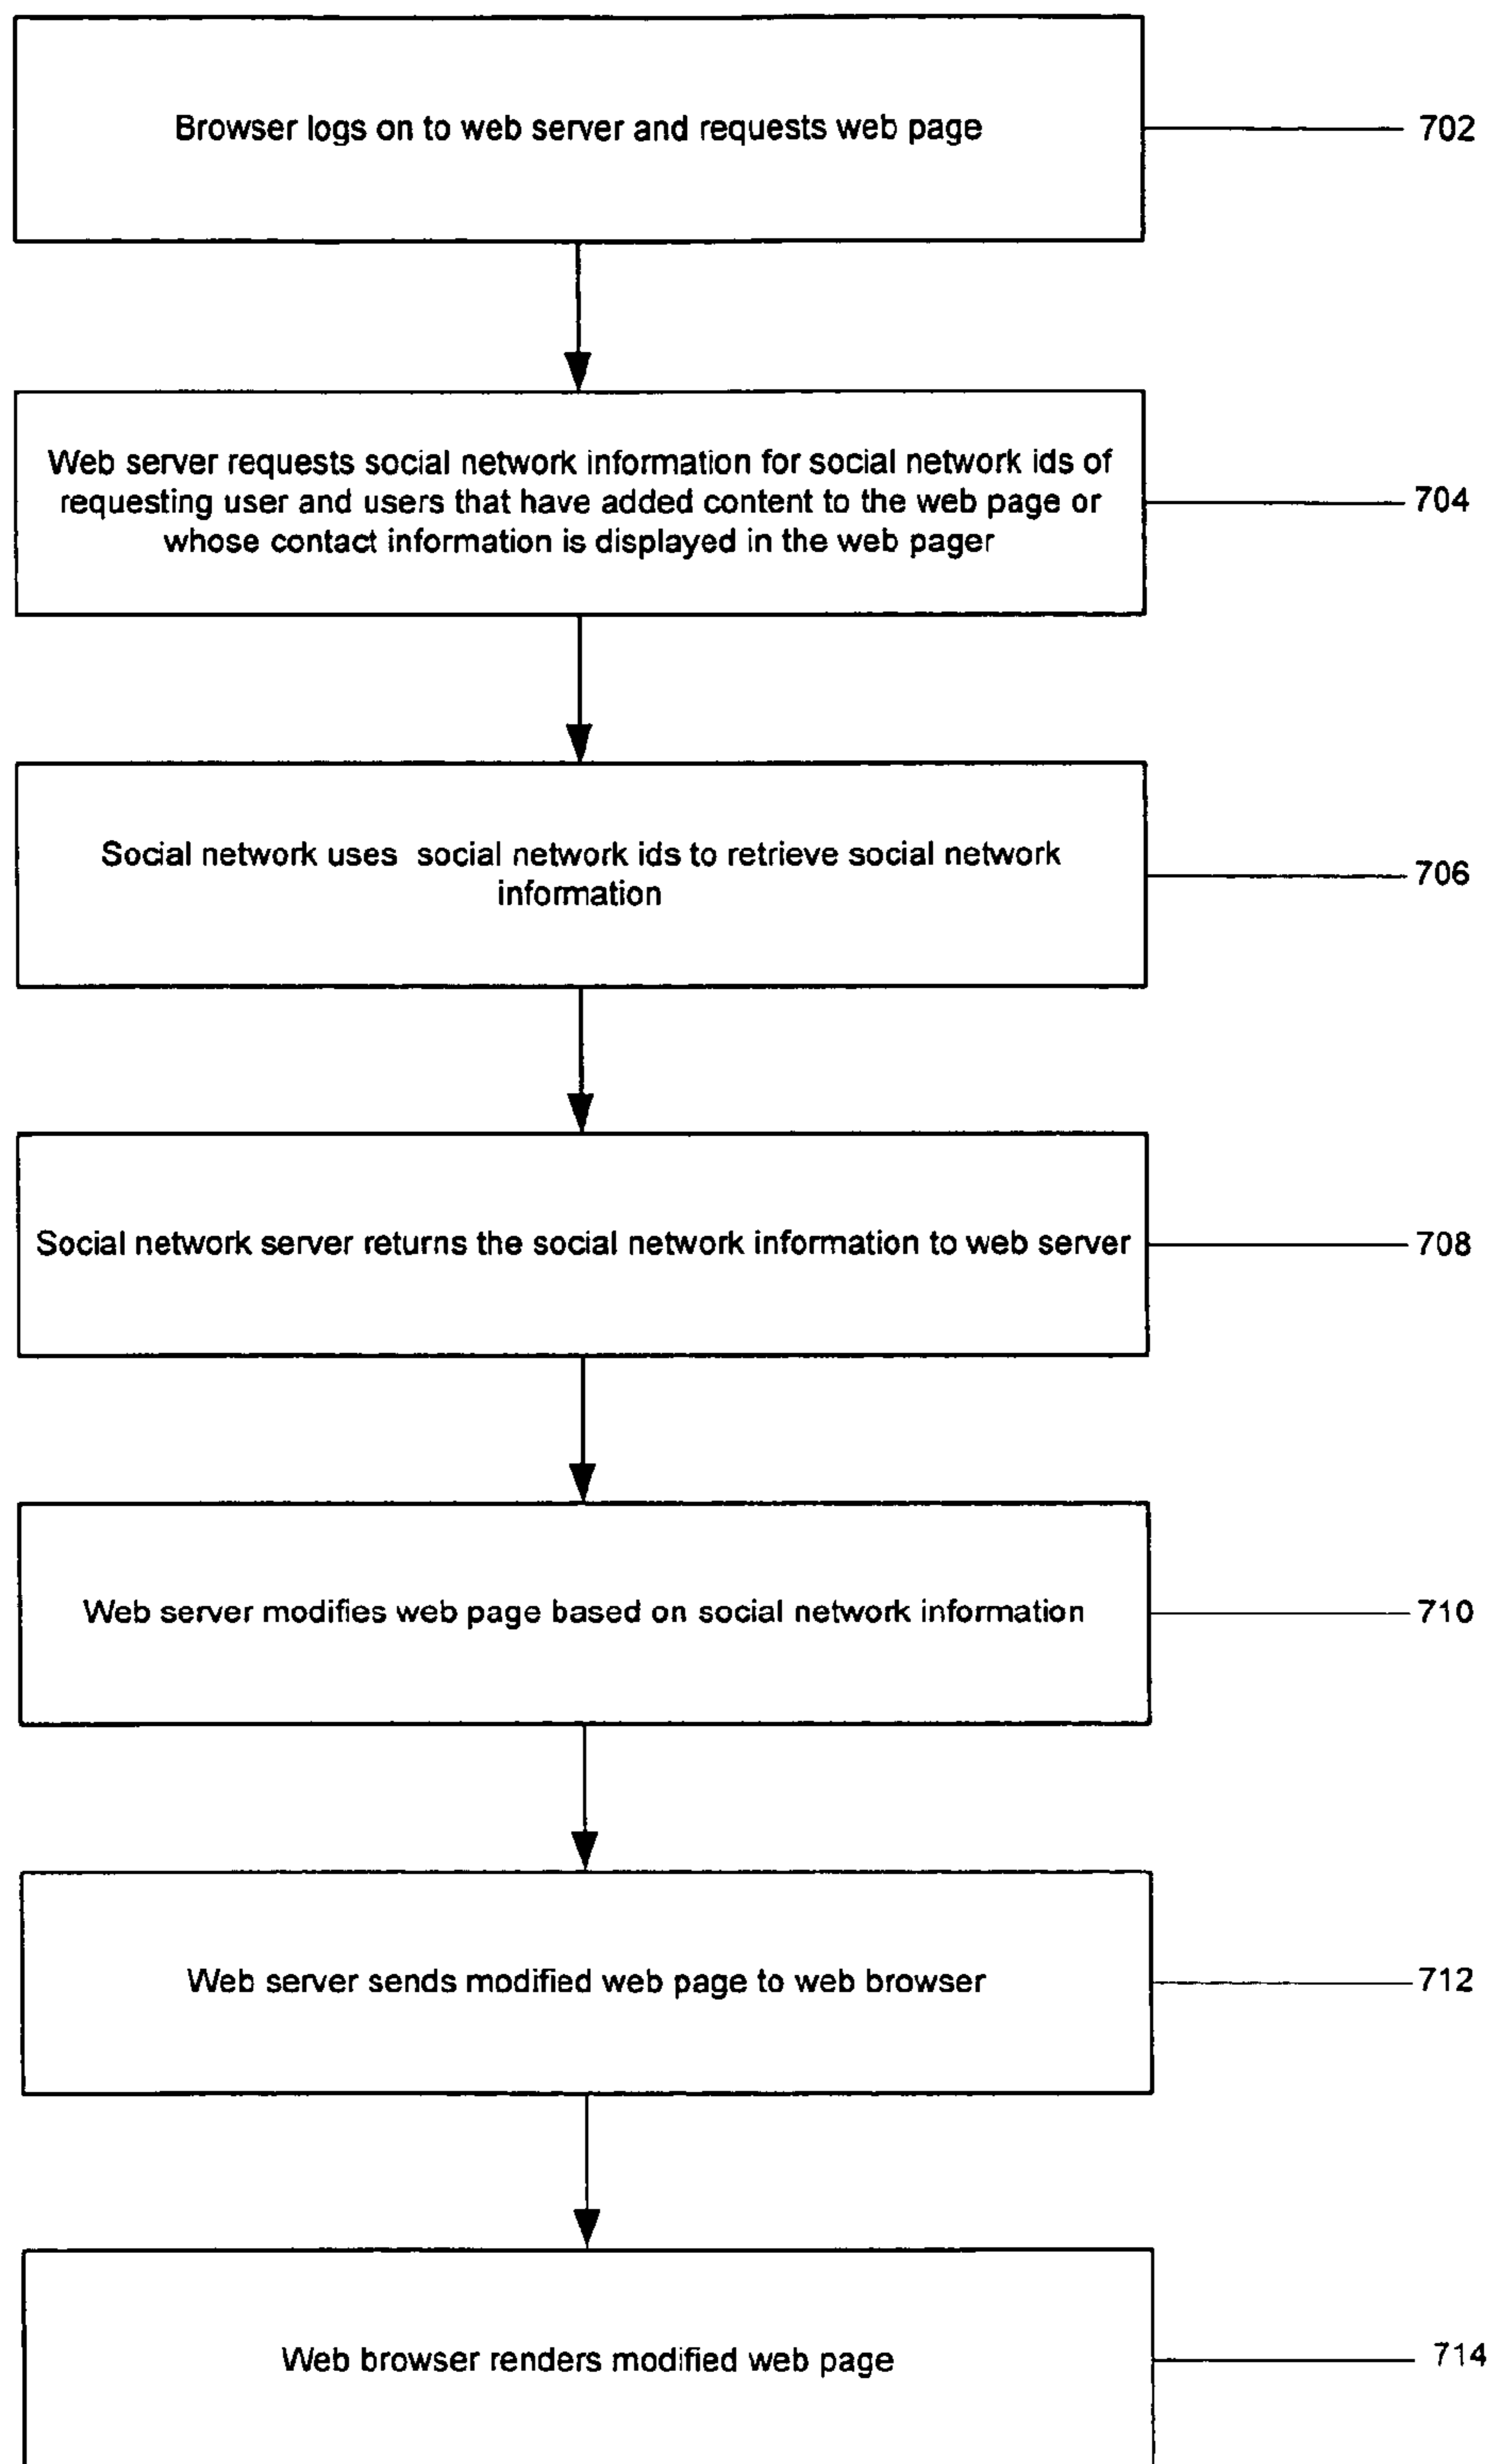 Browser logs on to web server and requests web page
702
Web server requests social network information for social network ids of
requesting user and users that have added content to the web page or
whose contact information is displayed in the web pager
704
Social network uses social network ids to retrieve social network
information
706
Social network server returns the social network information to web server
708
Web server modifies web page based on social network information
710
Web server sends modified web page to web browser
712
Web browser renders modified web page
714